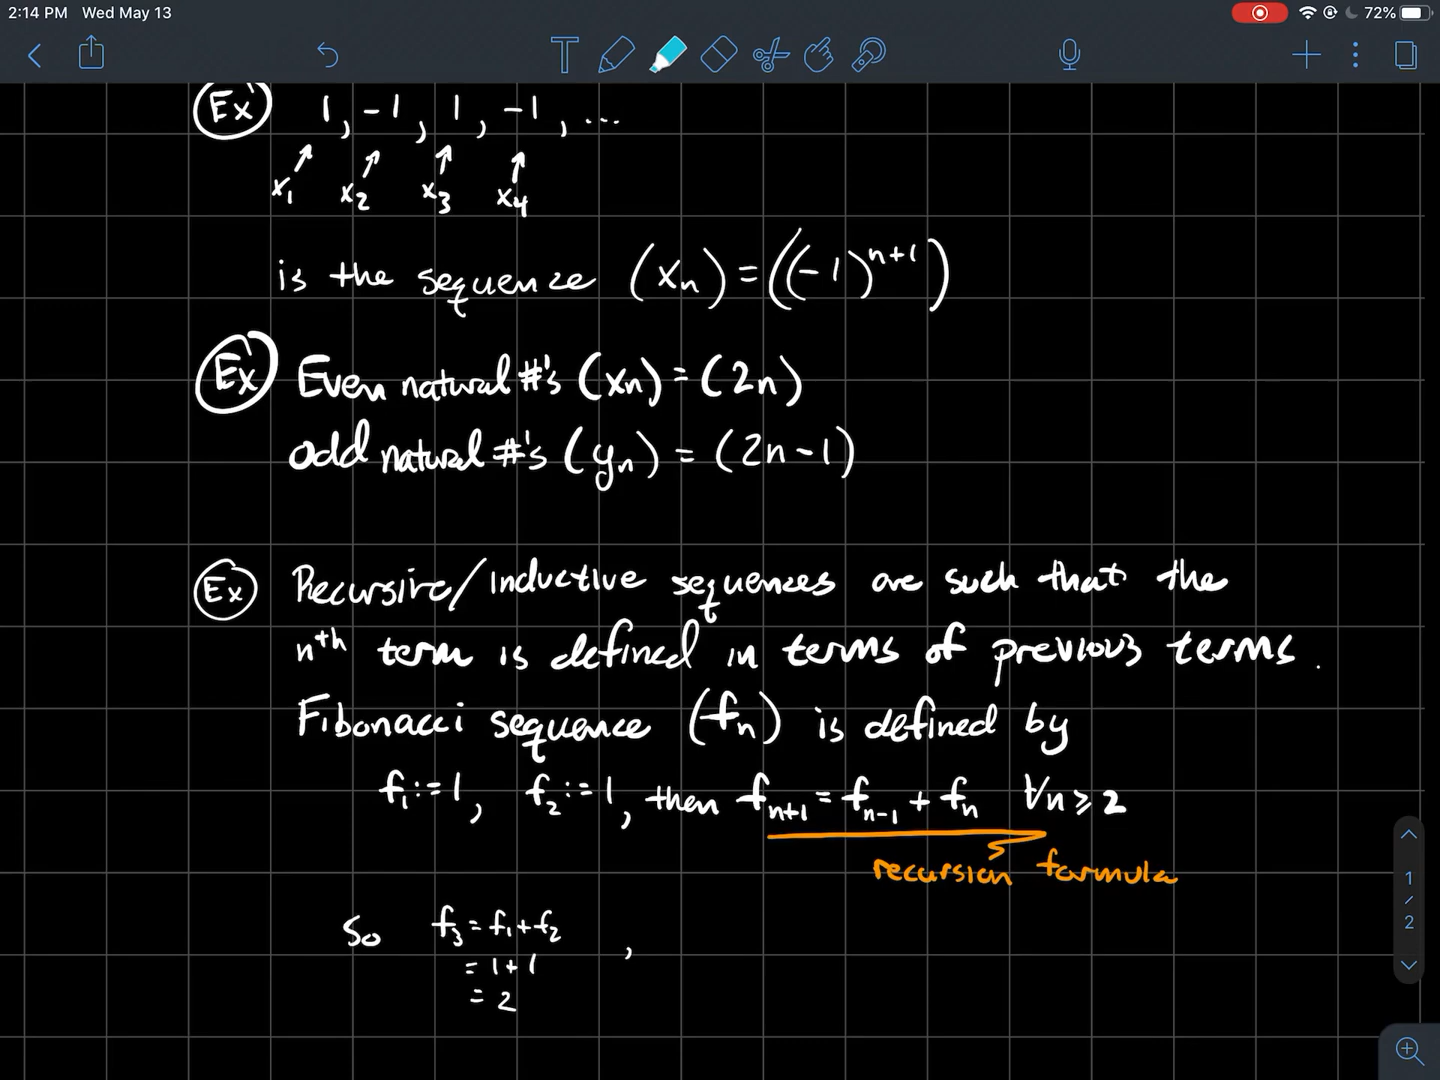 2:14 PM Wed May 13
72%
Ex 1, -1, 1, -1, ...
x₁ x₂ x₃ x₄
is the sequence (xₙ) = ((-1)ⁿ⁺¹)
Ex Even natural #'s (xₙ) = (2n)
odd natural #'s (yₙ) = (2n-1)
Ex Recursive/inductive sequences are such that the
nᵗʰ term is defined in terms of previous terms.
Fibonacci sequence (fₙ) is defined by
f₁:=1, f₂:=1, then fₙ₊₁ = fₙ₋₁ + fₙ ∀n ≥ 2
recursion formula
So f₃ = f₁ + f₂ ,
= 1 + 1
= 2
1
/
2